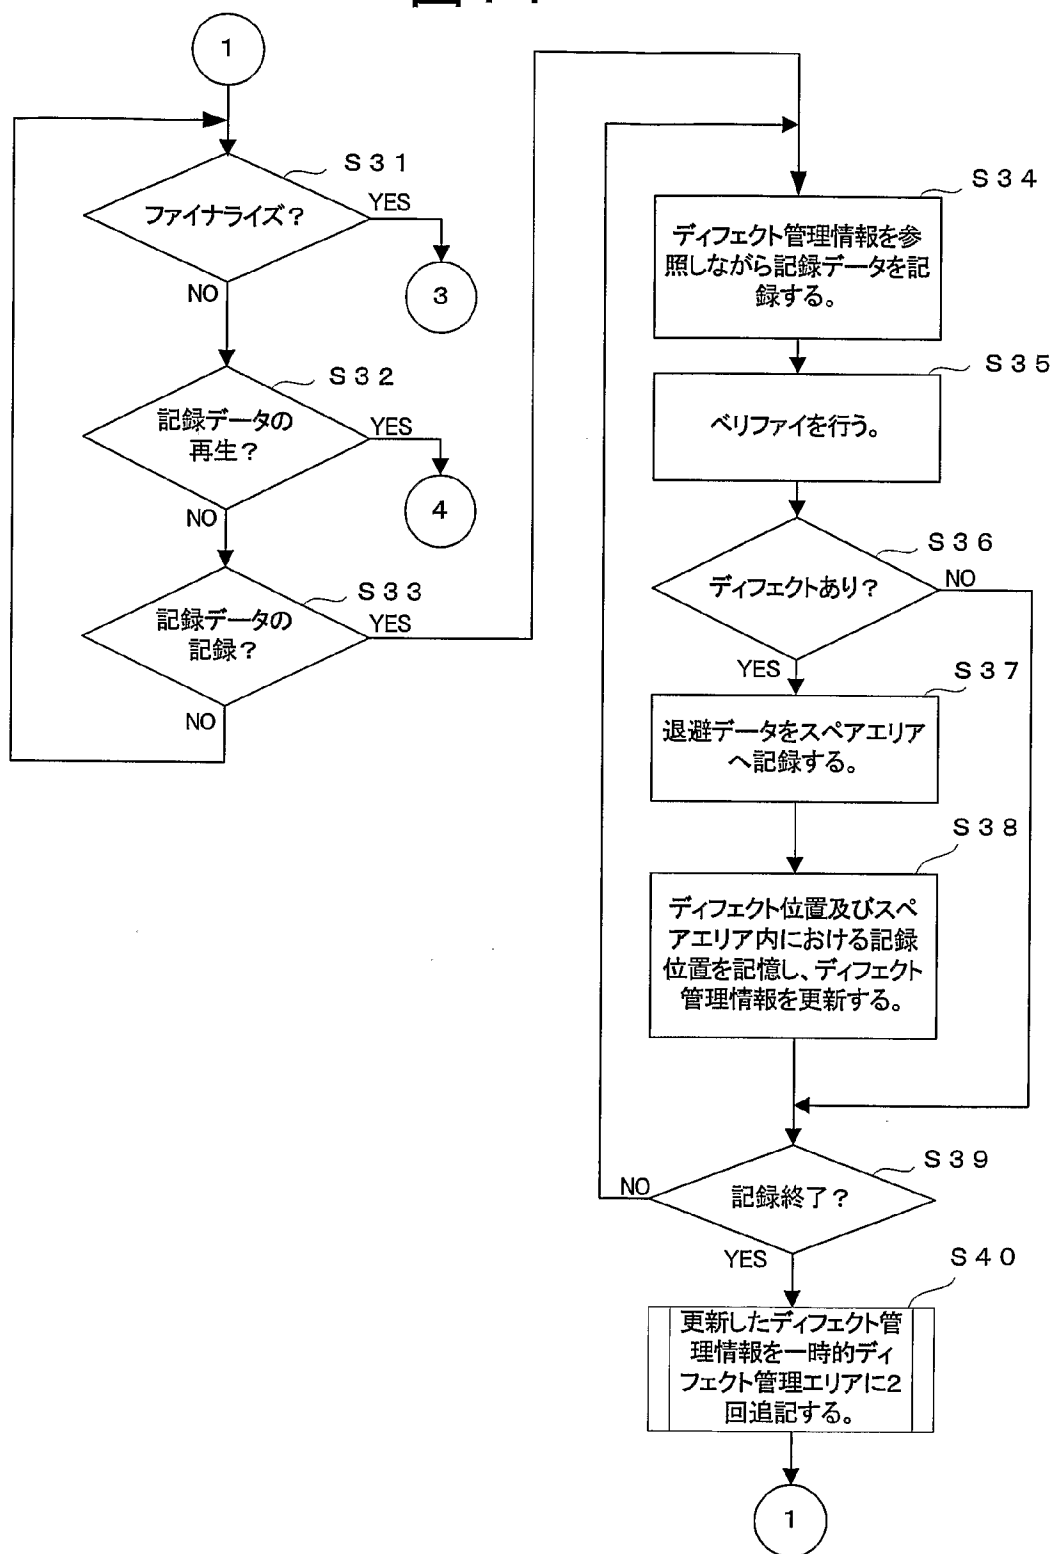 1
S31
ファイナライズ?
YES
3
NO
S32
記録データの
再生?
YES
4
NO
S33
記録データの
記録?
YES
NO
S34
ディフェクト管理情報を参
照しながら記録データを記
録する。
S35
ベリファイを行う。
S36
ディフェクトあり?
NO
YES
S37
退避データをスペアエリア
へ記録する。
S38
ディフェクト位置及びスペ
アエリア内における記録
位置を記憶し、ディフェクト
管理情報を更新する。
S39
記録終了?
NO
YES
S40
更新したディフェクト管
理情報を一時的ディ
フェクト管理エリアに2
回追記する。
1